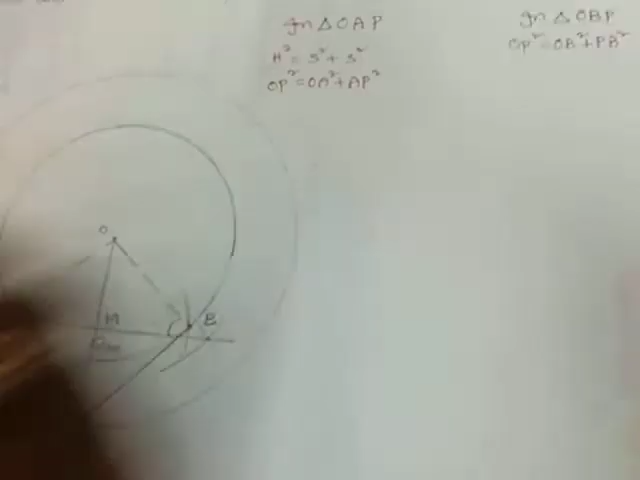 In △OAP
H² = S² + S²
OP² = OA² + AP²
In △OBP
OP² = OB² + PB²
O
M
B